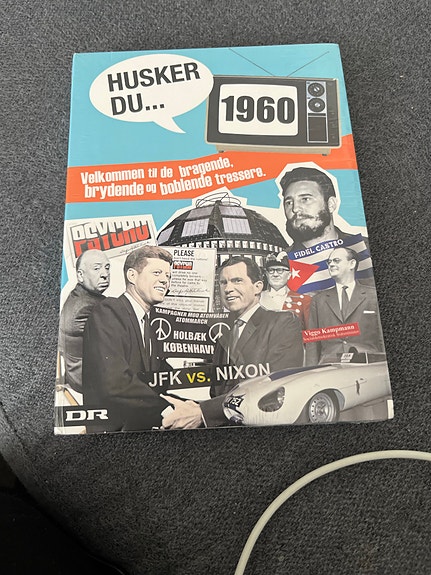 HUSKER
DU...
1960
Velkommen til de bragende,
brydende og boblende tressere.
PSYCHO
FIDEL CASTRO
PLEASE
KAMPAGNEN MOD ATOMVÅBEN
ATOMMARCH
HOLBÆK
KØBENHAVN
Viggo Kampmann
JFK vs. NIXON
DR